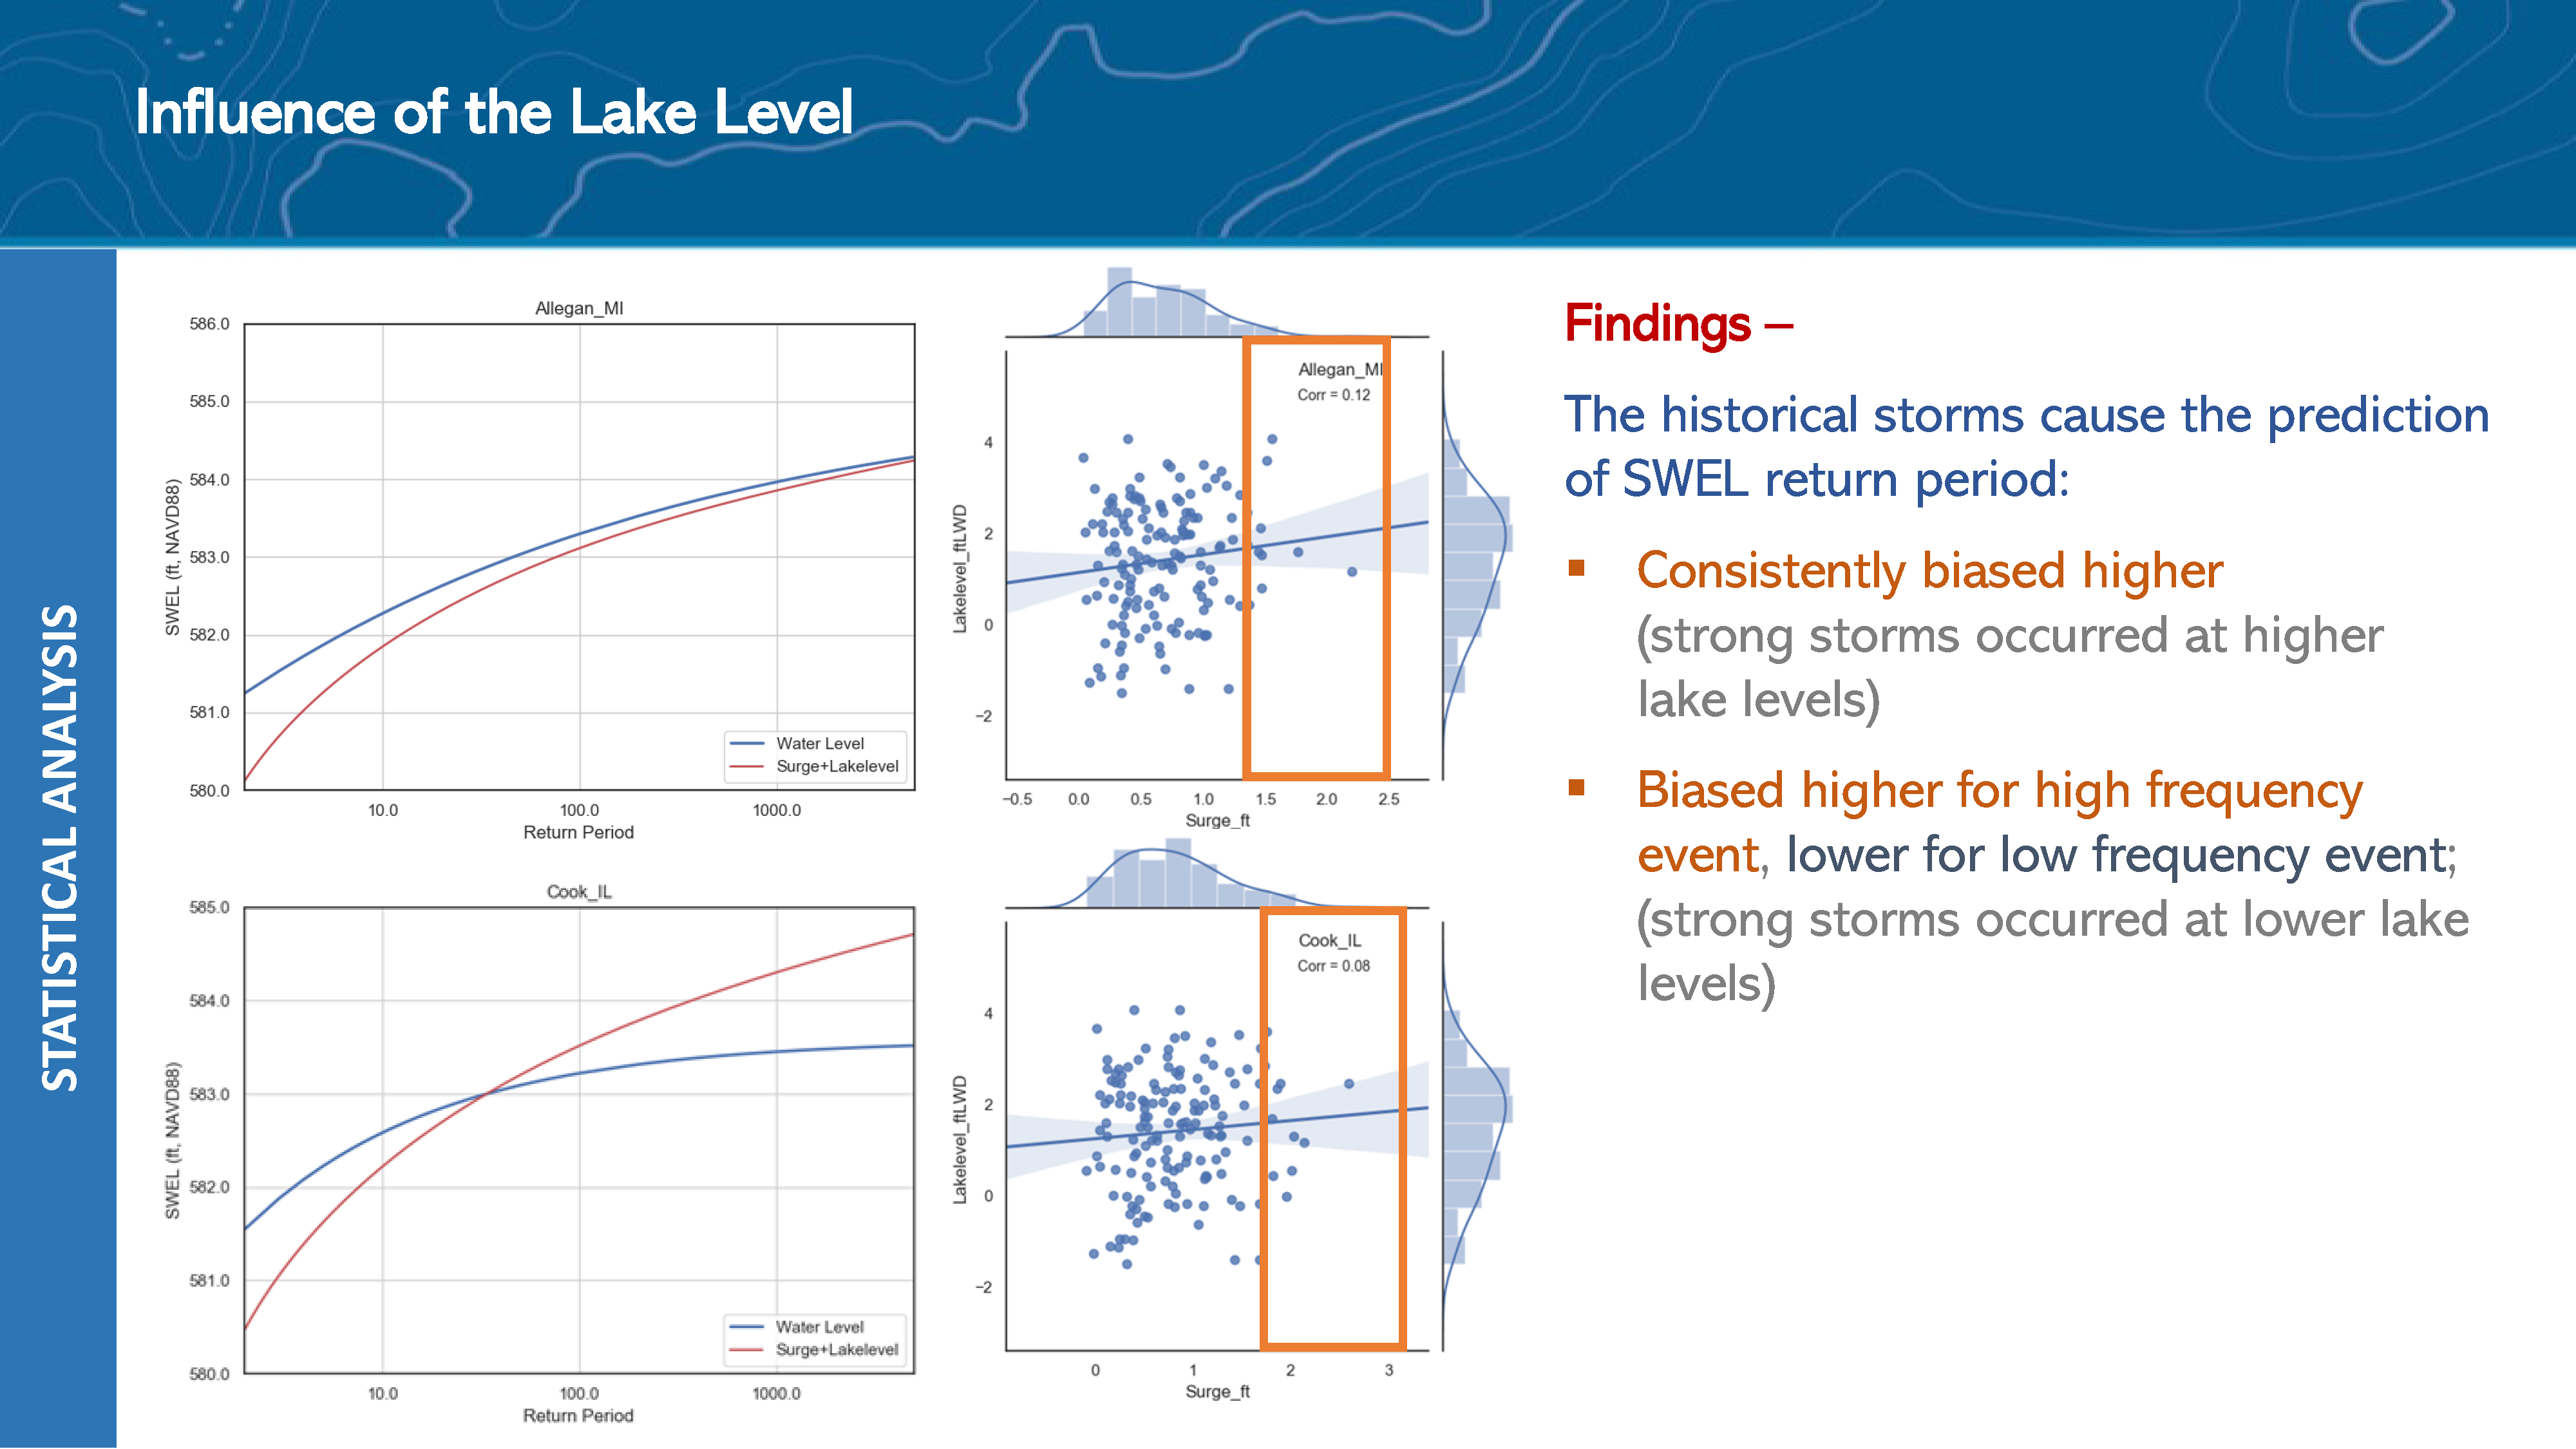 Influence of the Lake Level
STATISTICAL ANALYSIS
Allegan_MI
586.0
585.0
584.0
583.0
582.0
581.0
580.0
SWEL (ft, NAVD88)
Water Level
Surge+Lakelevel
10.0 100.0 1000.0
Return Period
Allegan_MI
Corr = 0.12
4
2
0
−2
Lakelevel_ftLWD
−0.5 0.0 0.5 1.0 1.5 2.0 2.5
Surge_ft
Cook_IL
585.0
584.0
583.0
582.0
581.0
580.0
SWEL (ft, NAVD88)
Water Level
Surge+Lakelevel
10.0 100.0 1000.0
Return Period
Cook_IL
Corr = 0.08
4
2
0
−2
Lakelevel_ftLWD
0 1 2 3
Surge_ft
Findings –
The historical storms cause the prediction
of SWEL return period:
▪ Consistently biased higher
(strong storms occurred at higher
lake levels)
▪ Biased higher for high frequency
event, lower for low frequency event;
(strong storms occurred at lower lake
levels)